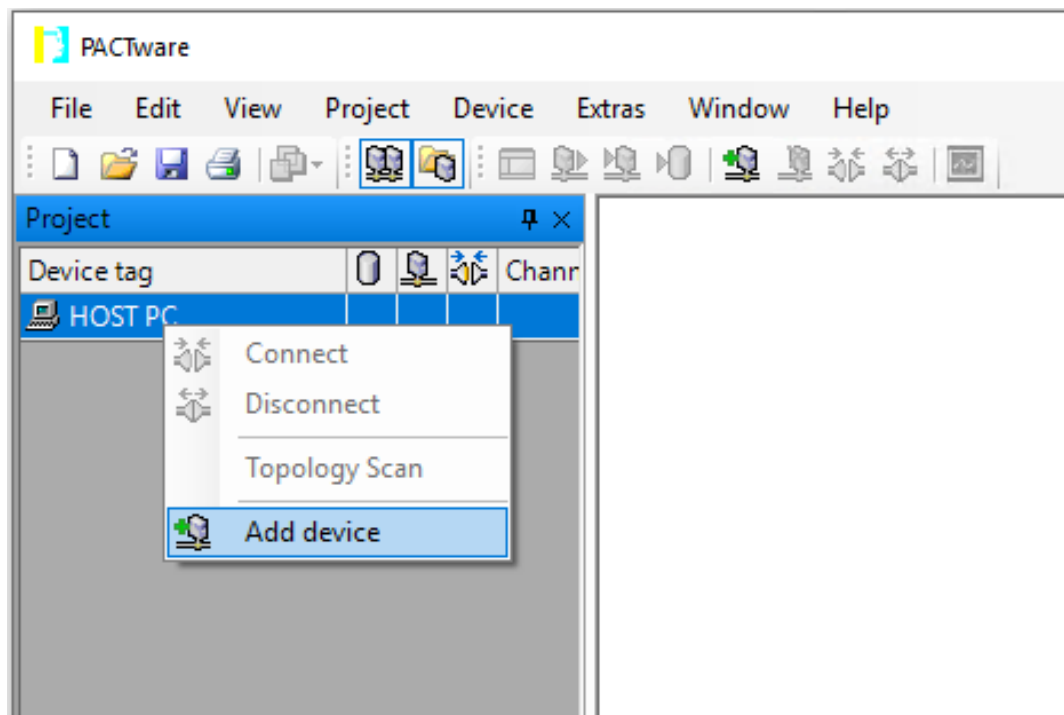 PACTware
File Edit View Project Device Extras Window Help
Project
Device tag Chann
HOST PC
Connect
Disconnect
Topology Scan
Add device